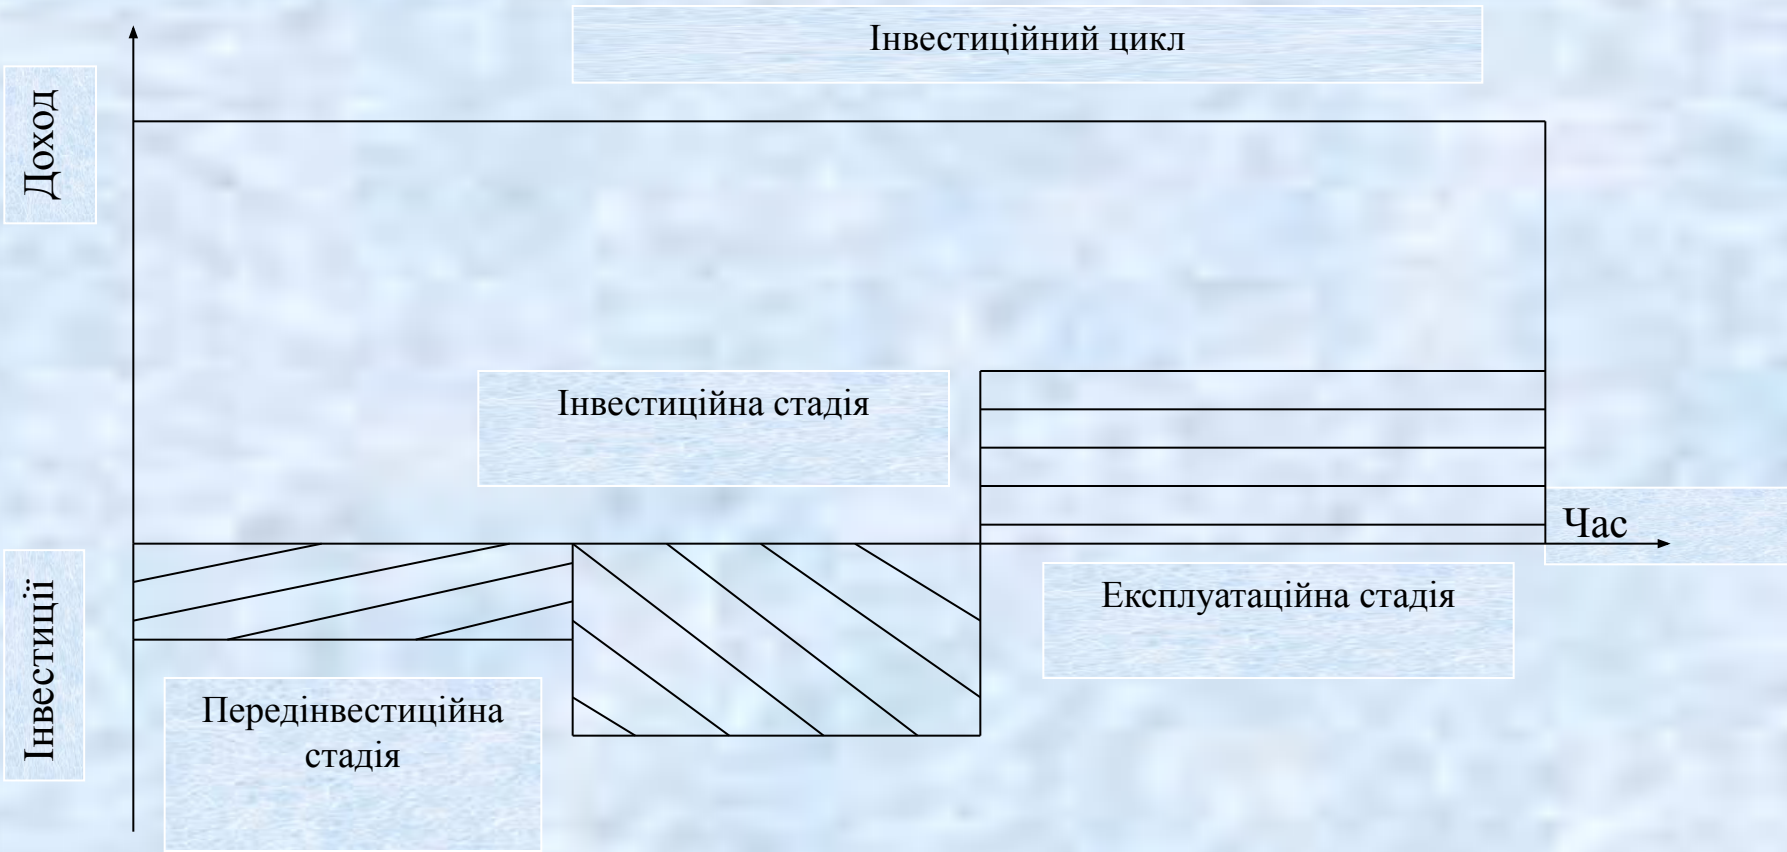 Інвестиційний цикл
Доход
Інвестиційна стадія
Час
Експлуатаційна стадія
Інвестиції
Передінвестиційна
стадія